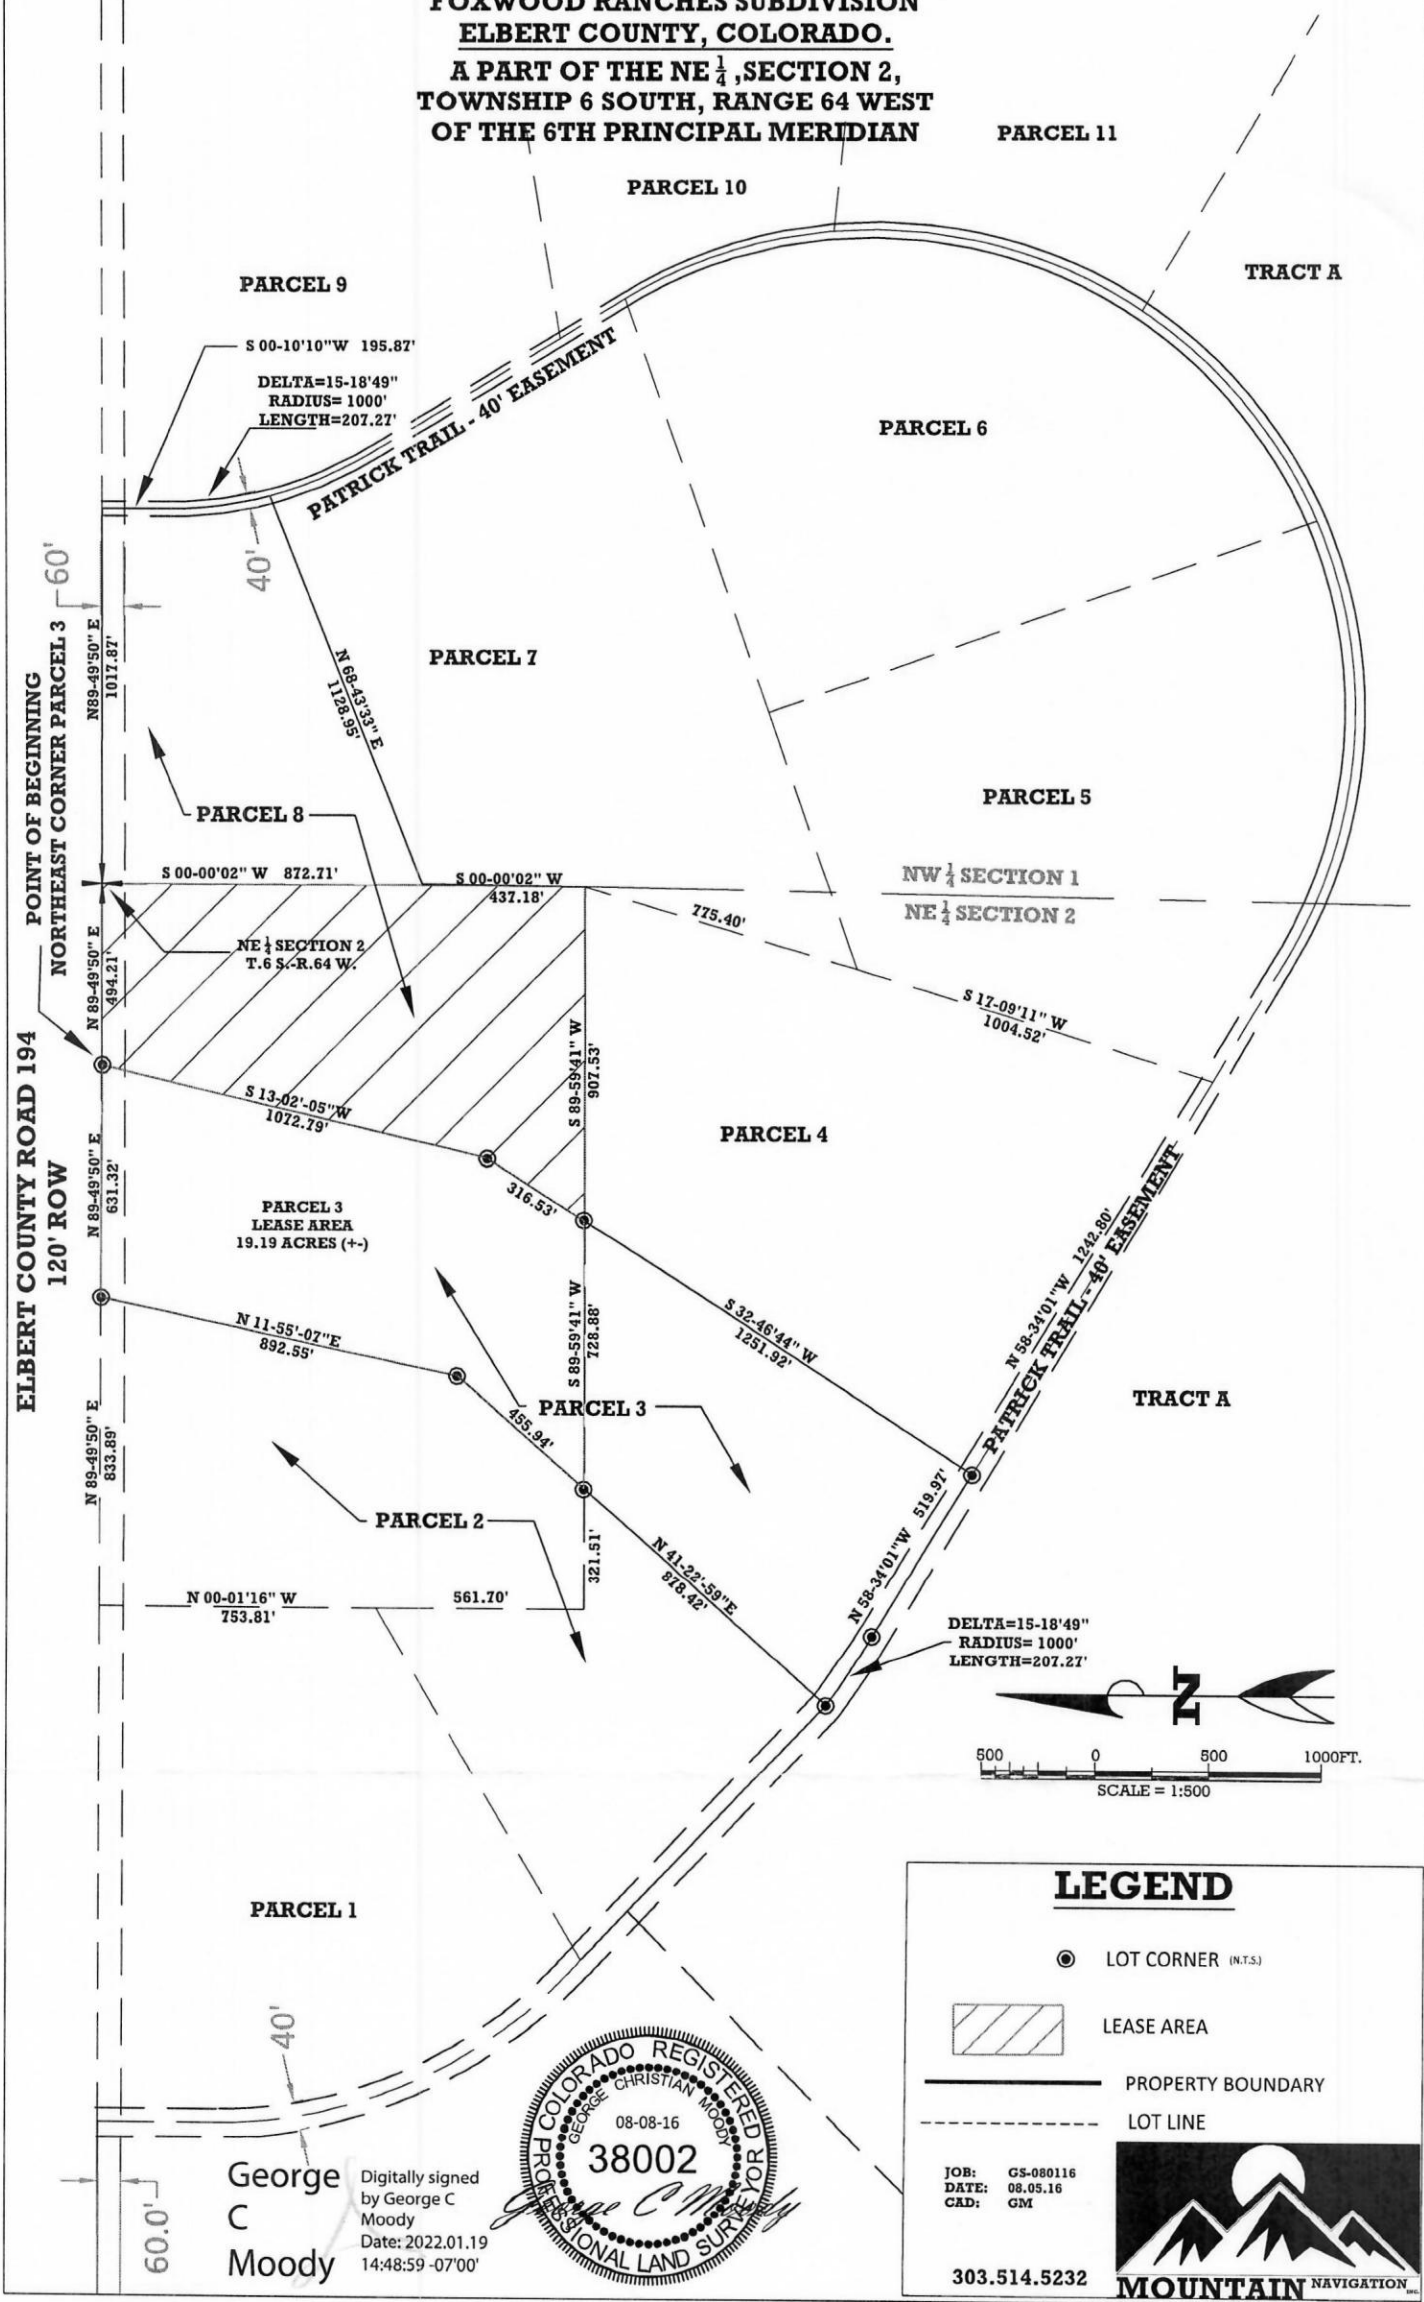 FOXWOOD RANCHES SUBDIVISION
ELBERT COUNTY, COLORADO.
A PART OF THE NE 1/4 ,SECTION 2,
TOWNSHIP 6 SOUTH, RANGE 64 WEST
OF THE 6TH PRINCIPAL MERIDIAN
PARCEL 11
PARCEL 10
TRACT A
PARCEL 9
S 00-10'10"W 195.87'
DELTA=15-18'49"
RADIUS= 1000'
LENGTH=207.27'
PATRICK TRAIL - 40' EASEMENT
PARCEL 6
40'
60'
N89-49'50" E
1017.87'
POINT OF BEGINNING
NORTHEAST CORNER PARCEL 3
N 68-43'33" E
1128.95'
PARCEL 7
PARCEL 5
PARCEL 8
S 00-00'02" W 872.71'
S 00-00'02" W
437.18'
NW 1/4 SECTION 1
NE 1/4 SECTION 2
775.40'
NE 1/4 SECTION 2
T.6 S.-R.64 W.
N 89-49'50" E
494.21'
S 17-09'11" W
1004.52'
S 89-59'41" W
907.53'
S 13-02'-05"W
1072.79'
PARCEL 4
ELBERT COUNTY ROAD 194
120' ROW
N 89-49'50" E
631.32'
316.53'
PARCEL 3
LEASE AREA
19.19 ACRES (+-)
N 58-34'01"W 1242.80'
PATRICK TRAIL - 40' EASEMENT
S 89-59'41" W
728.88'
S 32-46'44" W
1251.92'
N 11-55'-07"E
892.55'
PARCEL 3
455.94'
TRACT A
N 89-49'50" E
833.89'
N 58-34'01"W 519.97'
PARCEL 2
321.51'
N 41-22'-59"E
878.42'
N 00-01'16" W
753.81'
561.70'
DELTA=15-18'49"
RADIUS= 1000'
LENGTH=207.27'
N
500 0 500 1000FT.
SCALE = 1:500
PARCEL 1
LEGEND
LOT CORNER (N.T.S.)
LEASE AREA
PROPERTY BOUNDARY
LOT LINE
40'
60.0'
George
C
Moody
Digitally signed
by George C
Moody
Date: 2022.01.19
14:48:59 -07'00'
COLORADO REGISTERED
GEORGE CHRISTIAN MOODY
08-08-16
38002
PROFESSIONAL LAND SURVEYOR
George C Moody
JOB: GS-080116
DATE: 08.05.16
CAD: GM
303.514.5232
MOUNTAIN NAVIGATION INC.